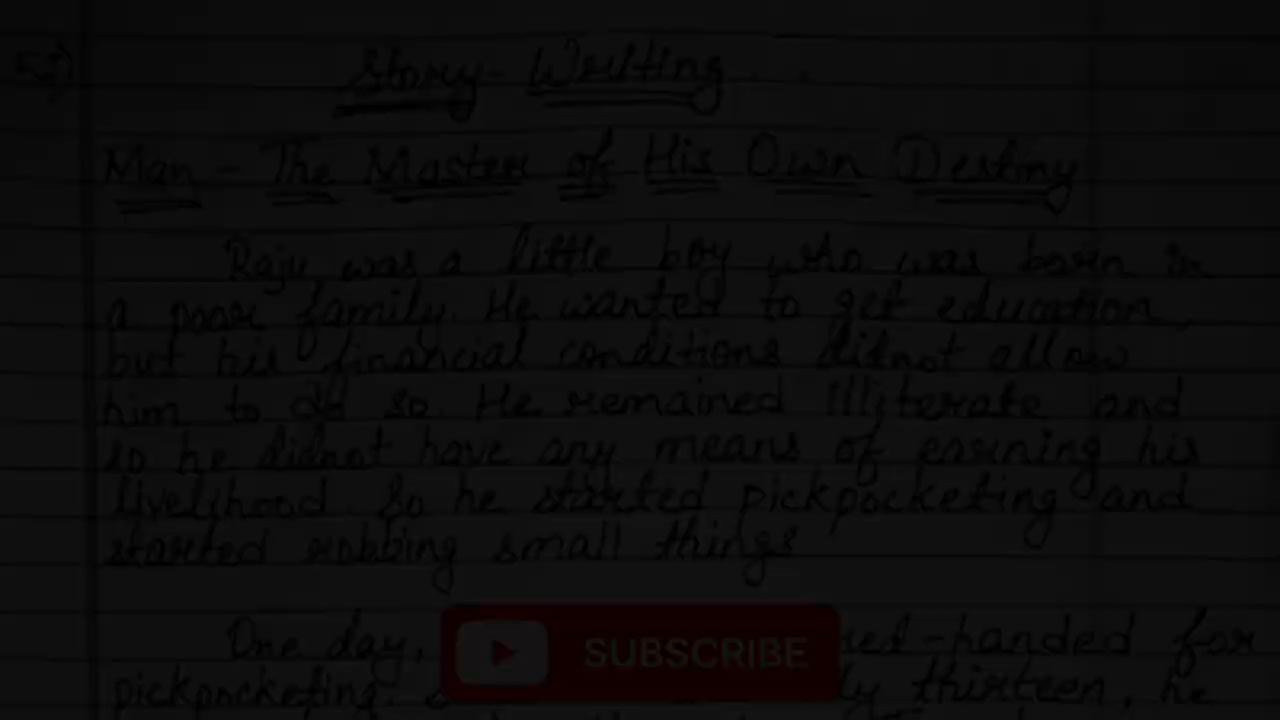 Story-Writing
Man - The Master of His Own Destiny
Raju was a little boy who was born in
a poor family. He wanted to get education,
but his financial conditions didnot allow
him to do so. He remained illiterate and
so he didnot have any means of earning his
livelihood. So he started pickpocketing and
started robbing small things
One day, red-handed for
pickpocketing. thirteen, he
SUBSCRIBE